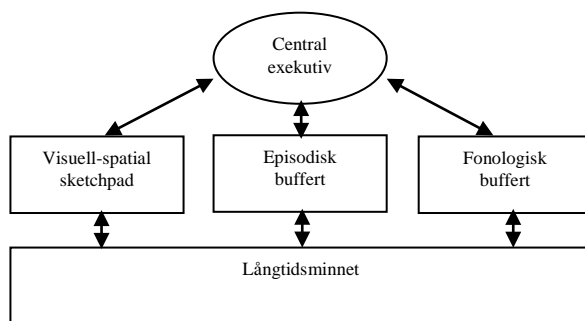 Central
exekutiv
Visuell-spatial
sketchpad
Episodisk
buffert
Fonologisk
buffert
Långtidsminnet